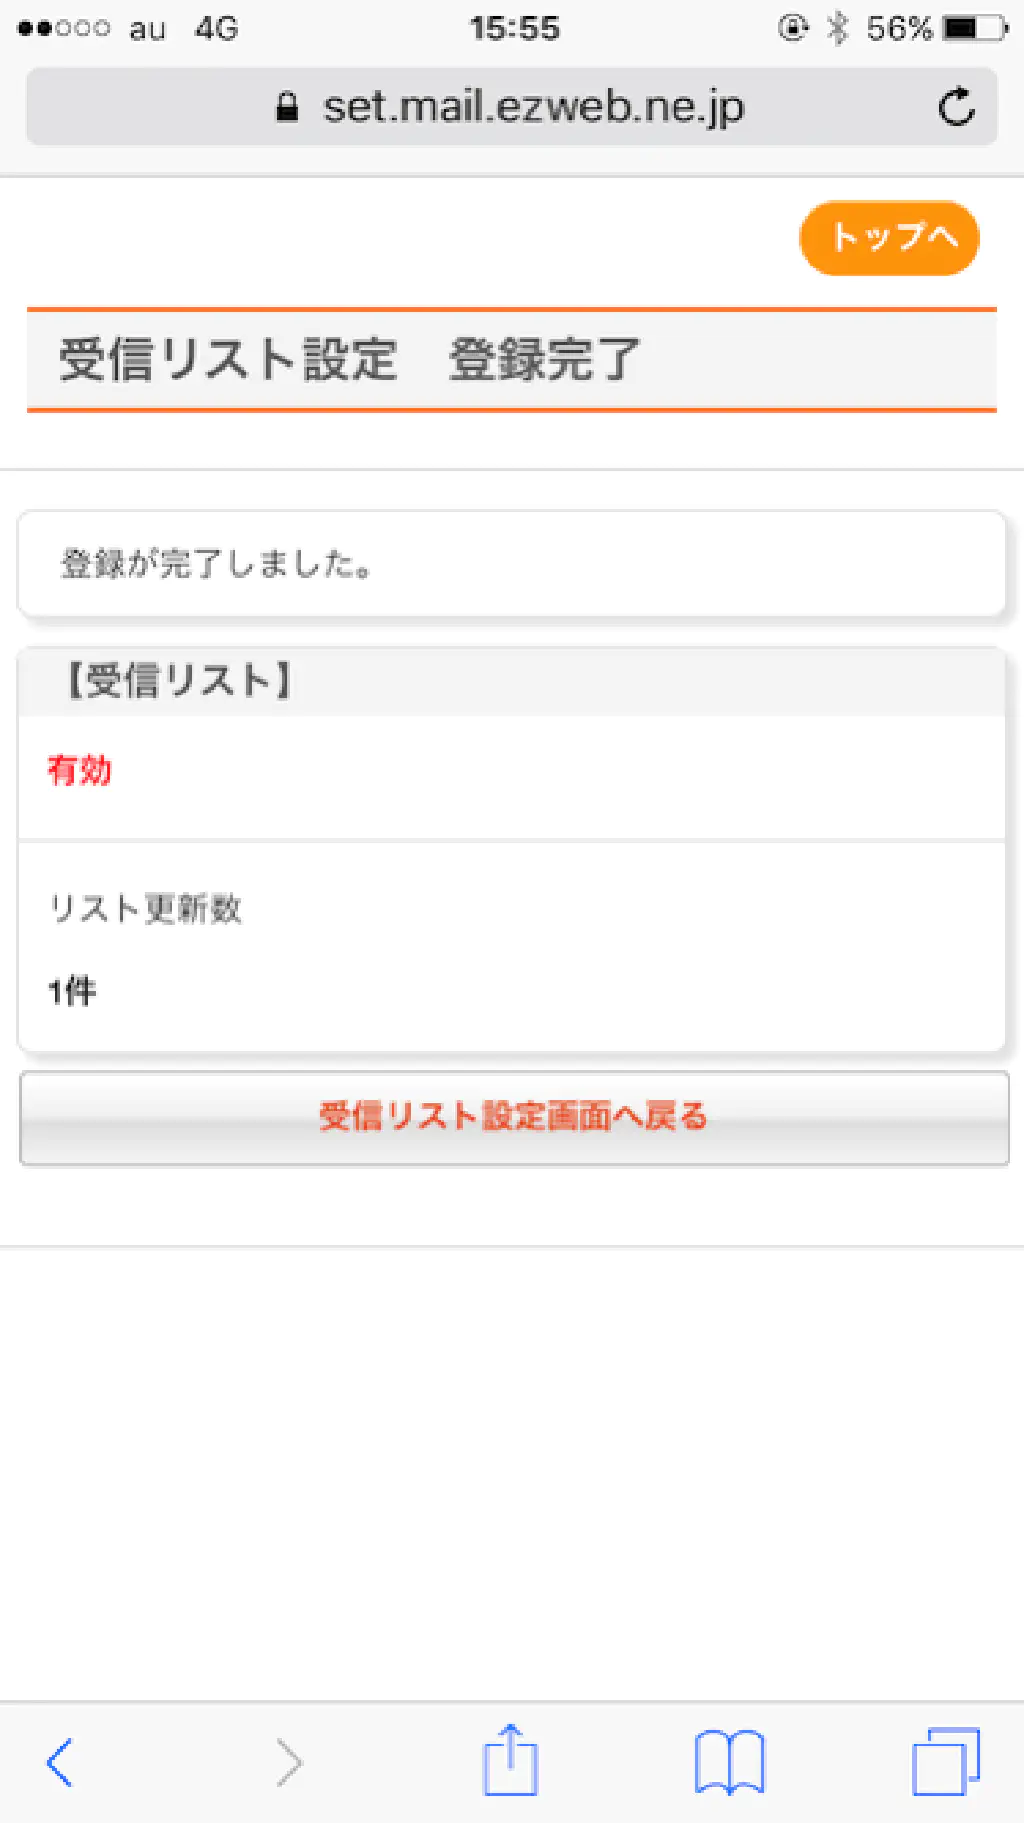 au 4G 15:55 56%
set.mail.ezweb.ne.jp
トップへ
受信リスト設定　登録完了
登録が完了しました。
【受信リスト】
有効
リスト更新数
1件
受信リスト設定画面へ戻る